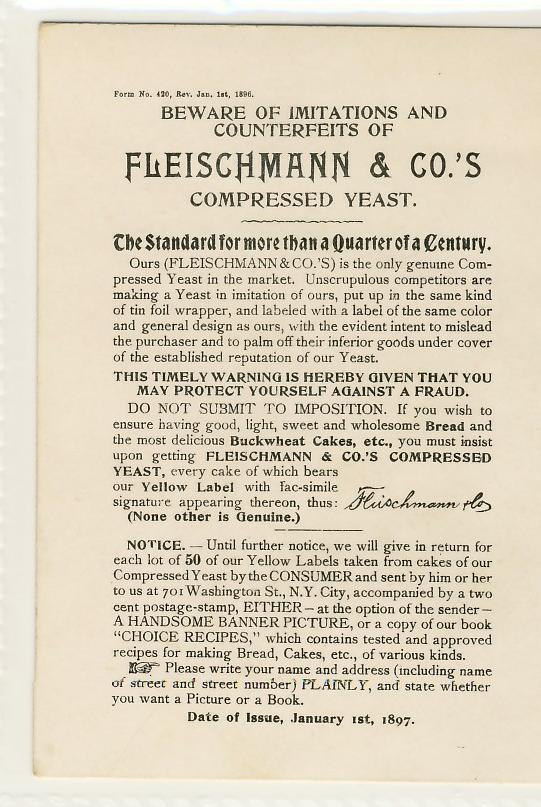 Form No. 420, Rev. Jan. 1st, 1896.
BEWARE OF IMITATIONS AND
COUNTERFEITS OF
FLEISCHMANN & CO.'S
COMPRESSED YEAST.
The Standard for more than a Quarter of a Century.
Ours (FLEISCHMANN & CO.'S) is the only genuine Com-
pressed Yeast in the market. Unscrupulous competitors are
making a Yeast in imitation of ours, put up in the same kind
of tin foil wrapper, and labeled with a label of the same color
and general design as ours, with the evident intent to mislead
the purchaser and to palm off their inferior goods under cover
of the established reputation of our Yeast.
THIS TIMELY WARNING IS HEREBY GIVEN THAT YOU
MAY PROTECT YOURSELF AGAINST A FRAUD.
DO NOT SUBMIT TO IMPOSITION. If you wish to
ensure having good, light, sweet and wholesome Bread and
the most delicious Buckwheat Cakes, etc., you must insist
upon getting FLEISCHMANN & CO.'S COMPRESSED
YEAST, every cake of which bears
our Yellow Label with fac-simile
signature appearing thereon, thus: Fleischmann & Co
(None other is Genuine.)
NOTICE. — Until further notice, we will give in return for
each lot of 50 of our Yellow Labels taken from cakes of our
Compressed Yeast by the CONSUMER and sent by him or her
to us at 701 Washington St., N.Y. City, accompanied by a two
cent postage-stamp, EITHER — at the option of the sender —
A HANDSOME BANNER PICTURE, or a copy of our book
"CHOICE RECIPES," which contains tested and approved
recipes for making Bread, Cakes, etc., of various kinds.
☞ Please write your name and address (including name
of street and street number) PLAINLY, and state whether
you want a Picture or a Book.
Date of Issue, January 1st, 1897.